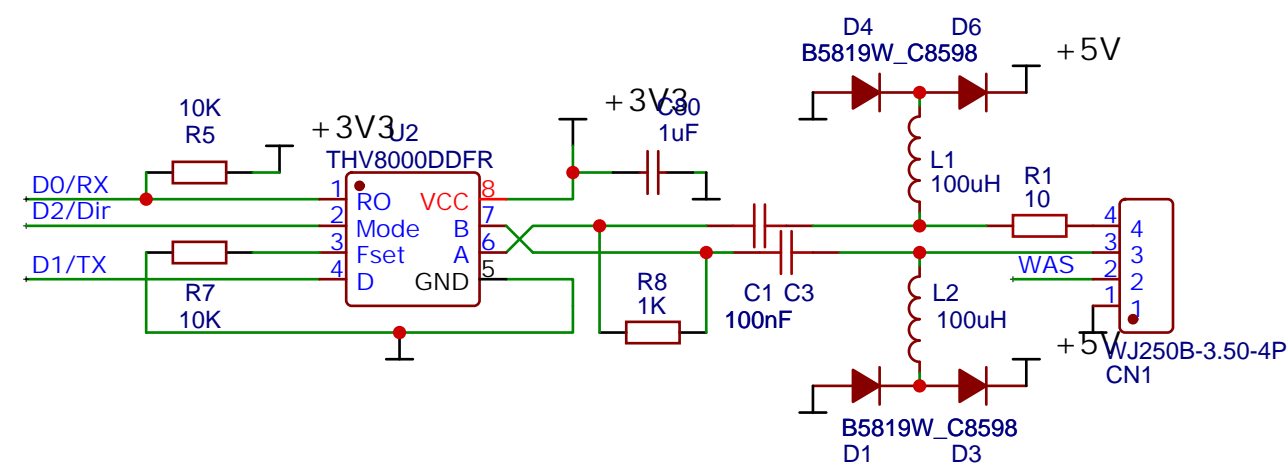 D4
D6
B5819W_C8598
+5V
10K
R5
+3V3
U2
THV8000DDFR
+3V3
C80
1uF
L1
100uH
R1
10
D0/RX
D2/Dir
D1/TX
1
2
3
4
RO
Mode
Fset
D
VCC
B
A
GND
8
7
6
5
R7
10K
R8
1K
C1
C3
100nF
L2
100uH
WAS
4
3
2
1
4
3
2
1
+5V
WJ250B-3.50-4P
CN1
B5819W_C8598
D1
D3